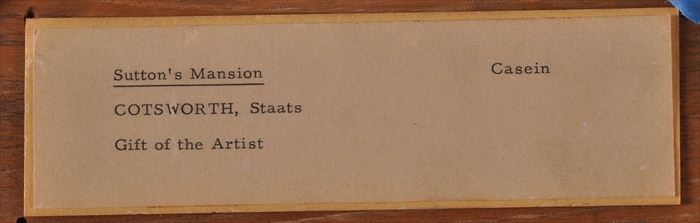 Sutton's Mansion Casein
COTSWORTH, Staats
Gift of the Artist